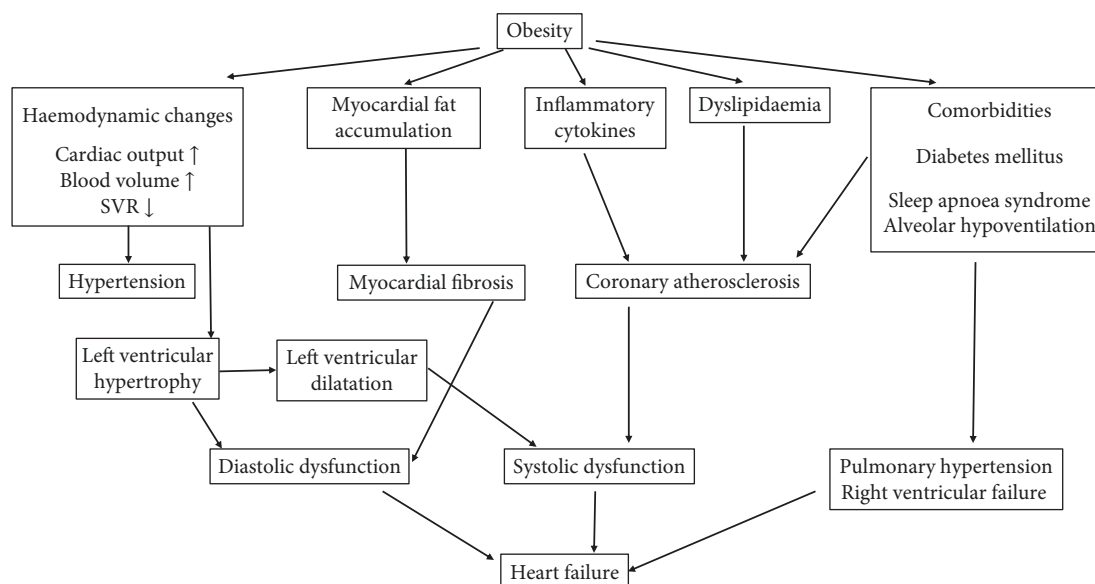 Obesity
Haemodynamic changes
Cardiac output ↑
Blood volume ↑
SVR ↓
Myocardial fat
accumulation
Inflammatory
cytokines
Dyslipidaemia
Comorbidities
Diabetes mellitus
Sleep apnoea syndrome
Alveolar hypoventilation
Hypertension
Myocardial fibrosis
Coronary atherosclerosis
Left ventricular
hypertrophy
Left ventricular
dilatation
Diastolic dysfunction
Systolic dysfunction
Pulmonary hypertension
Right ventricular failure
Heart failure